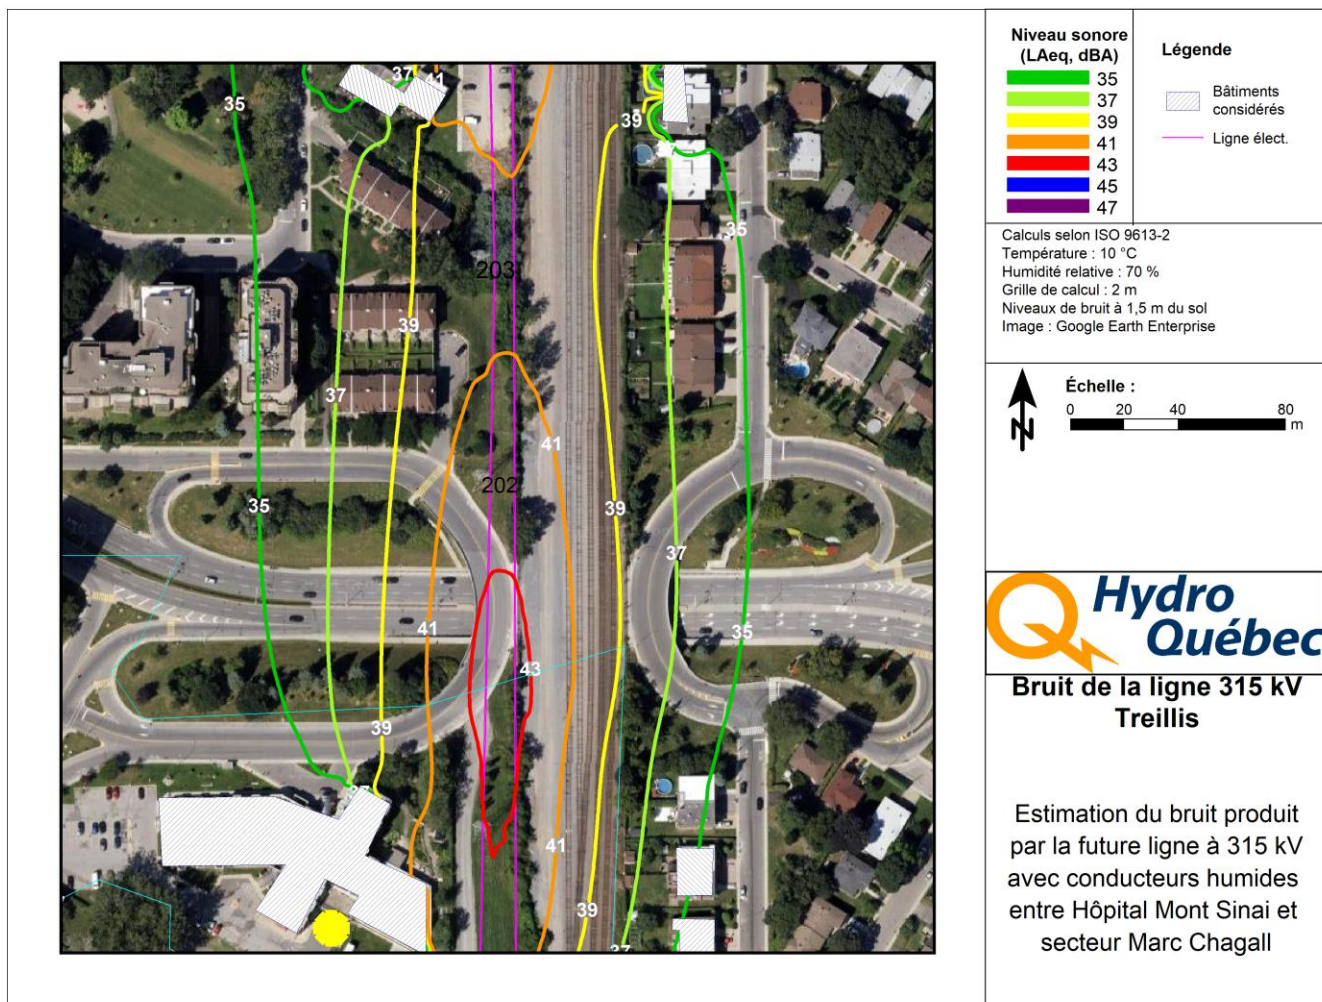 Niveau sonore
(LAeq, dBA)
35
37
39
41
43
45
47
Légende
Bâtiments
considérés
Ligne élect.
Calculs selon ISO 9613-2
Température : 10 °C
Humidité relative : 70 %
Grille de calcul : 2 m
Niveaux de bruit à 1,5 m du sol
Image : Google Earth Enterprise
N
Échelle :
0 20 40 80
m
Hydro
Québec
Bruit de la ligne 315 kV
Treillis
Estimation du bruit produit
par la future ligne à 315 kV
avec conducteurs humides
entre Hôpital Mont Sinai et
secteur Marc Chagall
37
41
35
39
35
203
39
37
41
202
35
39
37
41
35
43
39
41
39
37